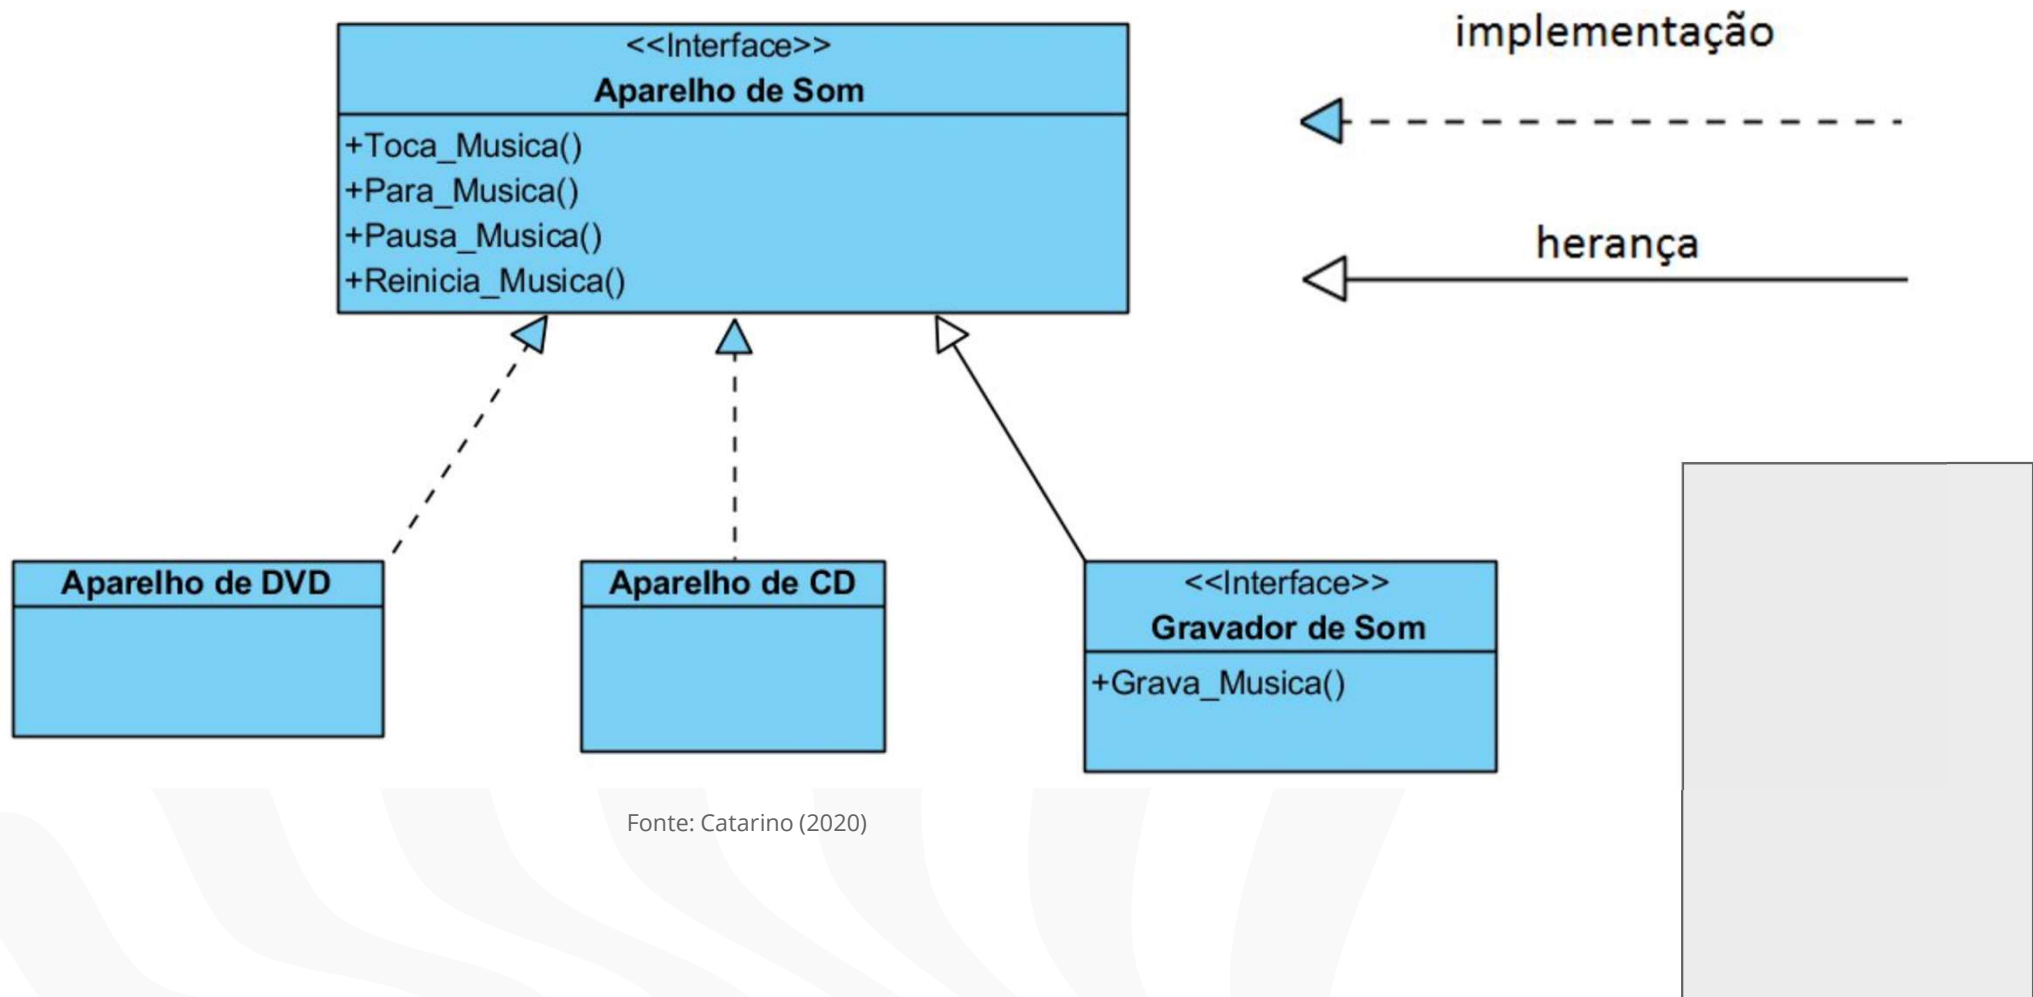 <<Interface>>
Aparelho de Som
+Toca_Musica()
+Para_Musica()
+Pausa_Musica()
+Reinicia_Musica()
implementação
herança
Aparelho de DVD
Aparelho de CD
<<Interface>>
Gravador de Som
+Grava_Musica()
Fonte: Catarino (2020)